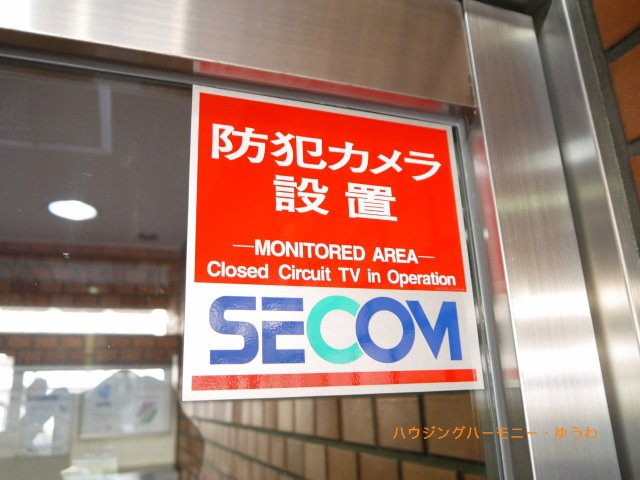 防犯カメラ
設置
MONITORED AREA
Closed Circuit TV in Operation
SECOM
ハウジングハーモニー・ゆうわ